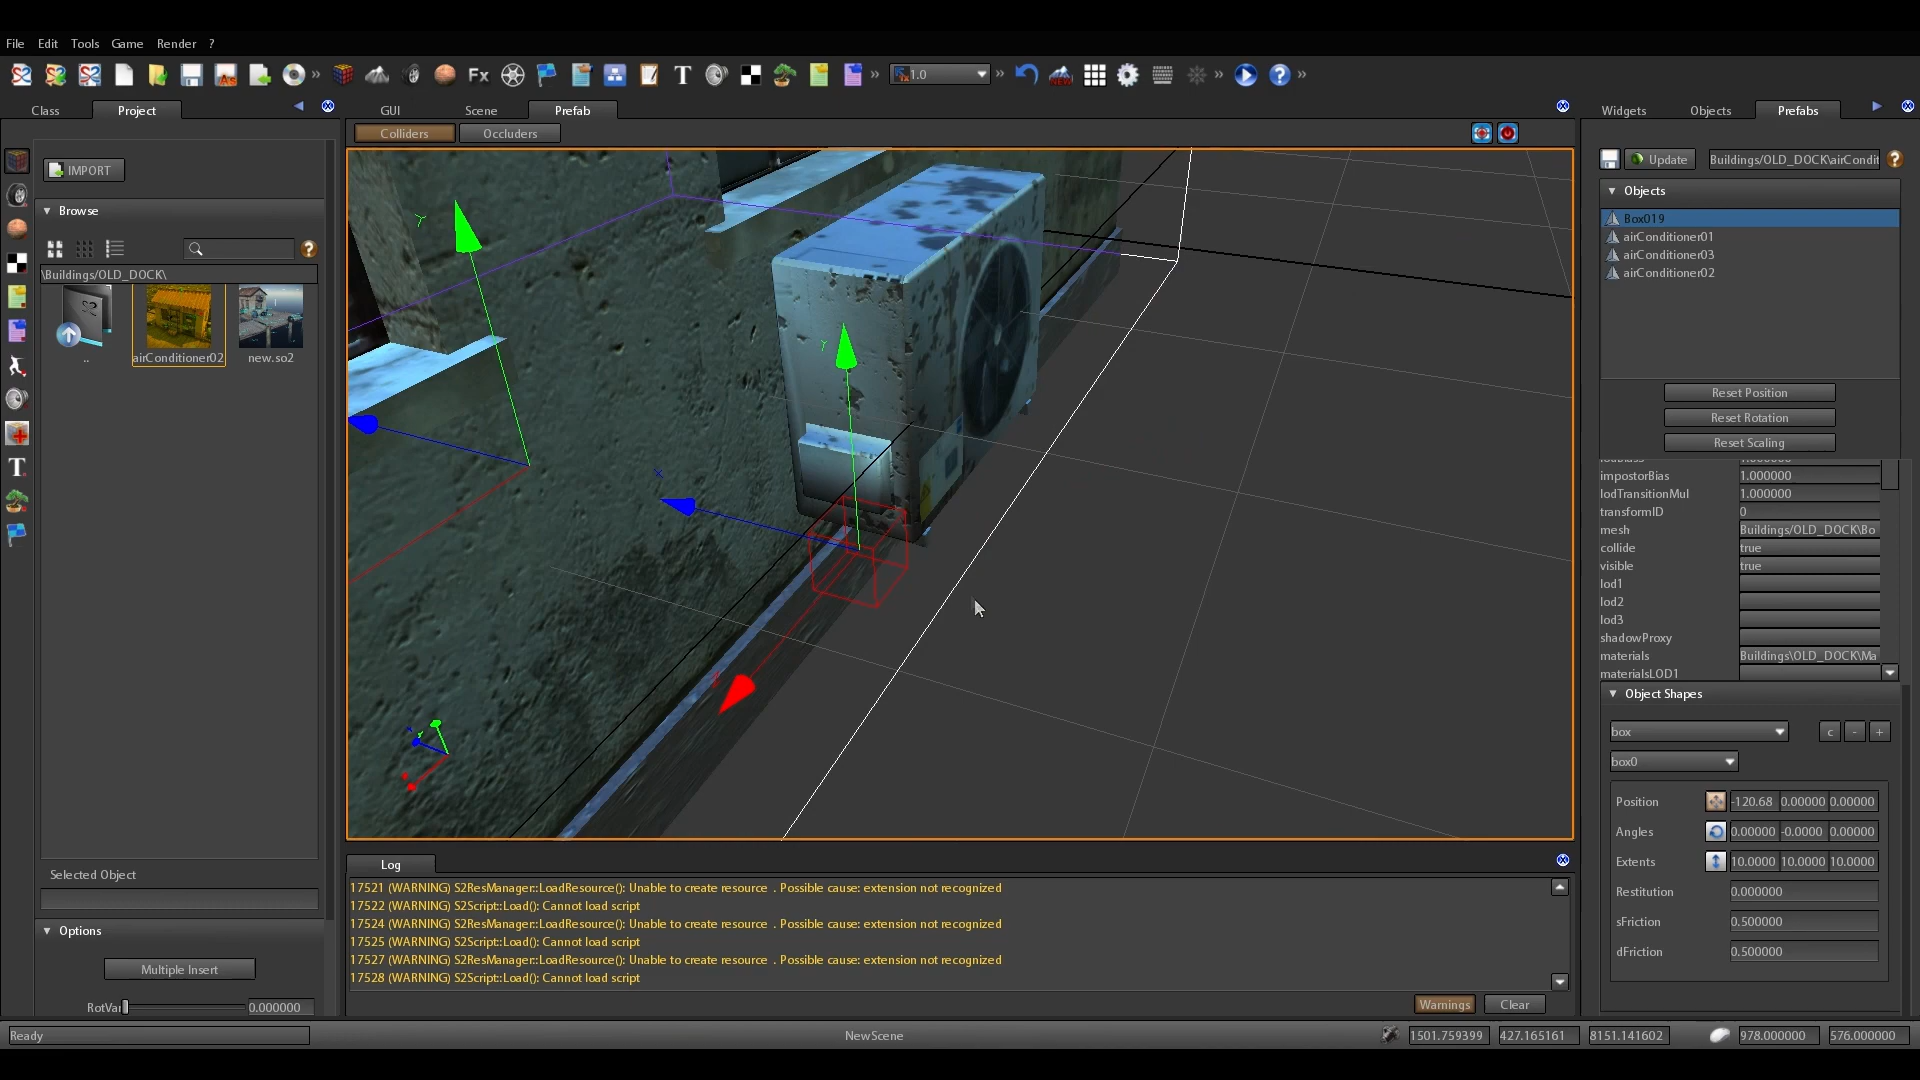 File Edit Tools Game Render ?
Fx T 1.0
Class Project
GUI Scene Prefab
Widgets Objects Prefabs
Colliders Occluders
IMPORT
Browse
\Buildings/OLD_DOCK\
.. airConditioner02 new.so2
Selected Object
Options
Multiple Insert
0.000000
Y
Y
X
Update Buildings/OLD_DOCK\airCondit
Objects
Box019
airConditioner01
airConditioner03
airConditioner02
Reset Position
Reset Rotation
Reset Scaling
impostorBias 1.000000
lodTransitionMul 1.000000
transformID 0
mesh Buildings/OLD_DOCK\Bo
collide true
visible true
lod1
lod2
lod3
shadowProxy
materials Buildings\OLD_DOCK\Ma
materialsLOD1
Object Shapes
box c - +
box0
Position -120.68 0.00000 0.00000
Angles 0.00000 -0.0000 0.00000
Extents 10.0000 10.0000 10.0000
Restitution 0.000000
sFriction 0.500000
dFriction 0.500000
Log
17521 (WARNING) S2ResManager::LoadResource(): Unable to create resource . Possible cause: extension not recognized
17522 (WARNING) S2Script::Load(): Cannot load script
17524 (WARNING) S2ResManager::LoadResource(): Unable to create resource . Possible cause: extension not recognized
17525 (WARNING) S2Script::Load(): Cannot load script
17527 (WARNING) S2ResManager::LoadResource(): Unable to create resource . Possible cause: extension not recognized
17528 (WARNING) S2Script::Load(): Cannot load script
Warnings Clear
Ready NewScene 1501.759399 427.165161 8151.141602 978.000000 576.000000